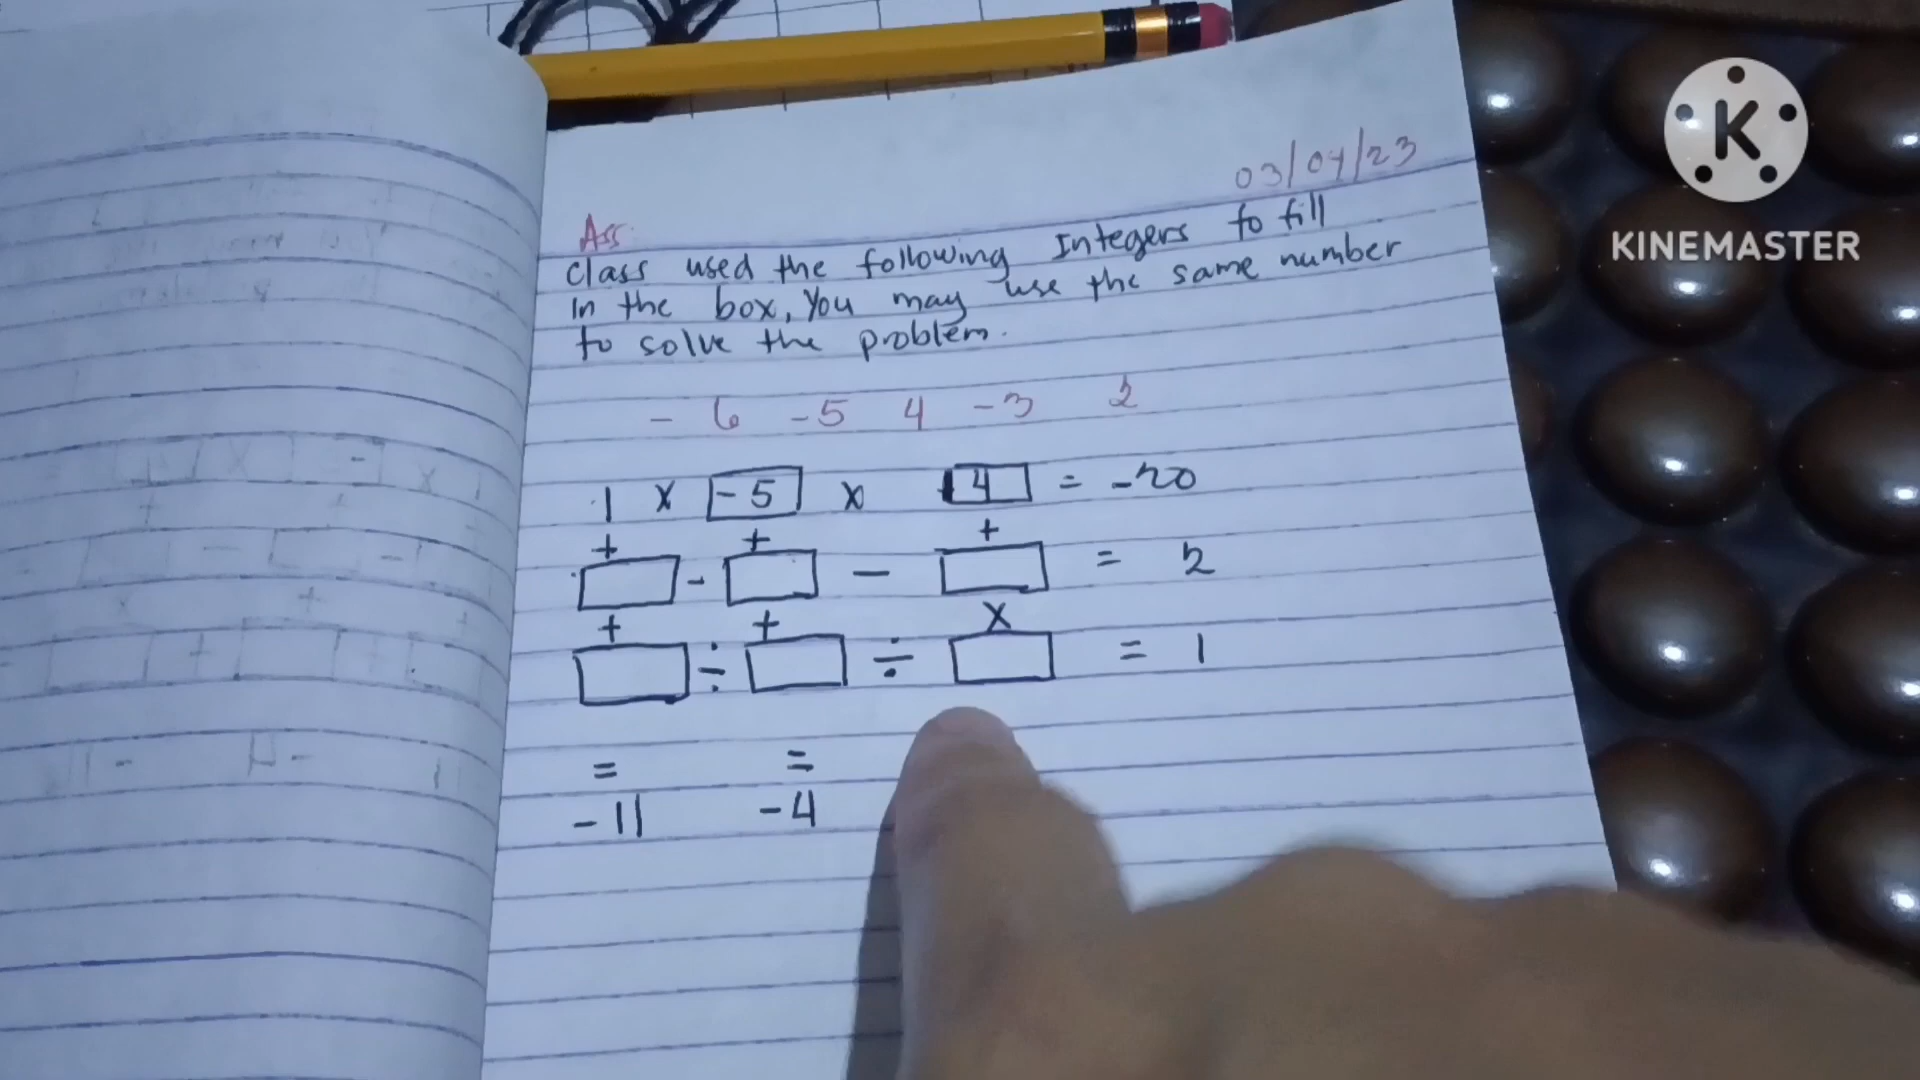 03/04/23
Ass.
Class used the following Integers to fill
In the box, You may use the same number
to solve the problem.
- 6 -5 4 -3 2
1 x -5 x 4 = -20
+ + +
- - = 2
+ + x
÷ ÷ = 1
= =
-11 -4
K
KINEMASTER